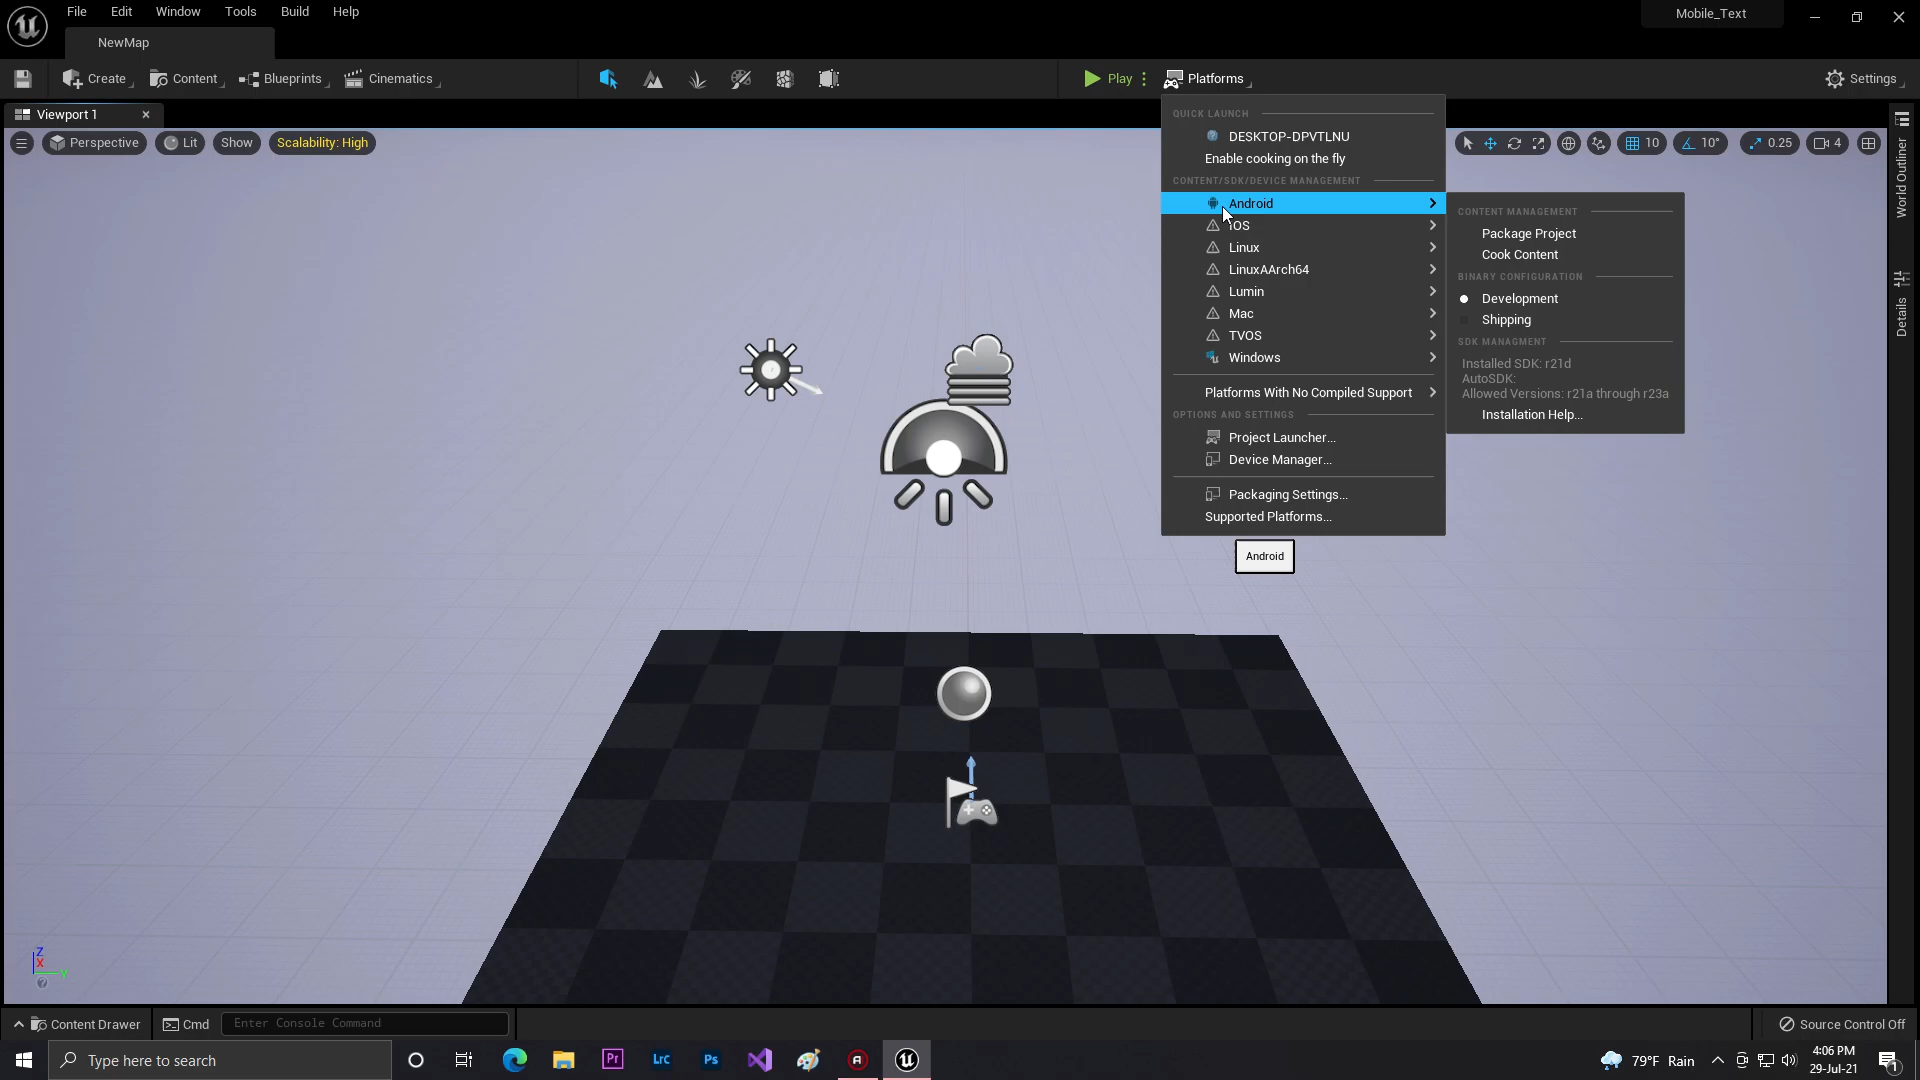 File Edit Window Tools Build Help
Mobile_Text
NewMap
Create Content Blueprints Cinematics Play Platforms Settings
Viewport 1
Perspective Lit Show Scalability: High
10 10° 0.25 4
QUICK LAUNCH
DESKTOP-DPVTLNU
Enable cooking on the fly
CONTENT/SDK/DEVICE MANAGEMENT
Android
iOS
Linux
LinuxAArch64
Lumin
Mac
TVOS
Windows
Platforms With No Compiled Support
OPTIONS AND SETTINGS
Project Launcher...
Device Manager...
Packaging Settings...
Supported Platforms...
Android
CONTENT MANAGEMENT
Package Project
Cook Content
BINARY CONFIGURATION
Development
Shipping
SDK MANAGMENT
Installed SDK: r21d
AutoSDK:
Allowed Versions: r21a through r23a
Installation Help...
World Outliner
Details
Z
X
Content Drawer Cmd Enter Console Command Source Control Off
Type here to search
Pr
LrC
Ps
79°F Rain
4:06 PM
29-Jul-21
1